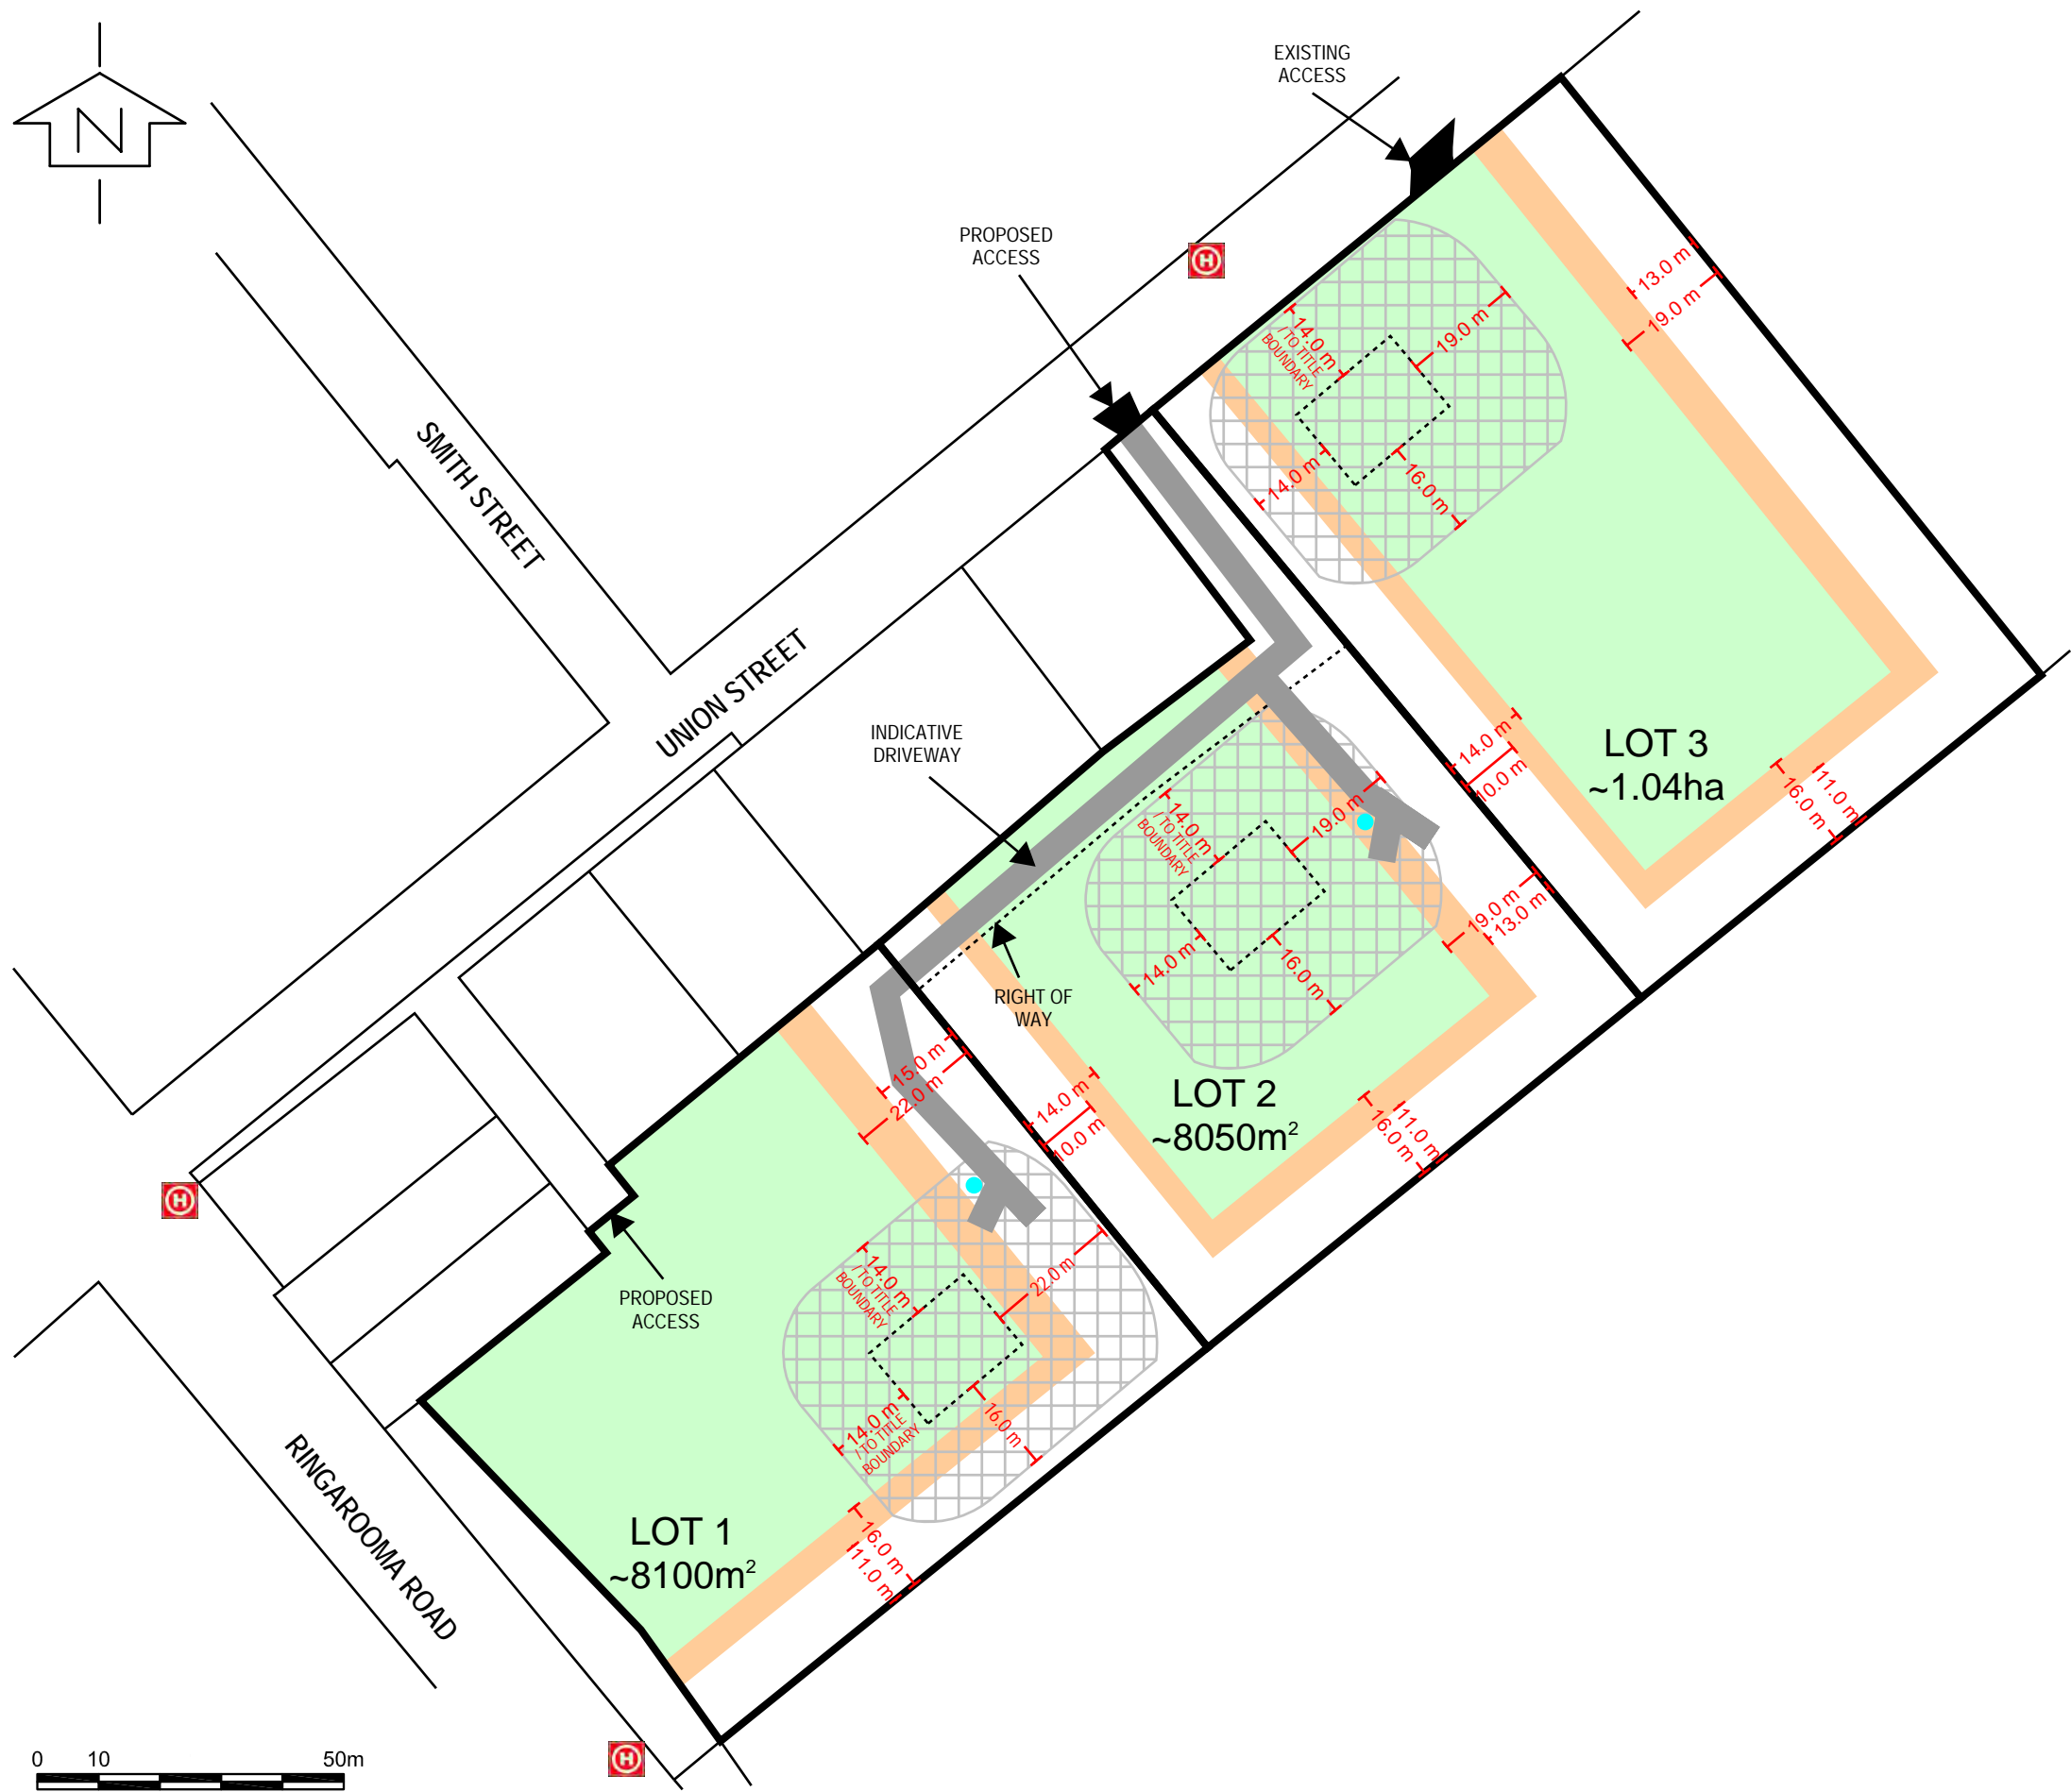 N
EXISTING
ACCESS
PROPOSED
ACCESS
H
13.0 m
19.0 m
14.0 m
/ TO TITLE
BOUNDARY
19.0 m
14.0 m
16.0 m
SMITH STREET
UNION STREET
INDICATIVE
DRIVEWAY
LOT 3
~1.04ha
14.0 m
10.0 m
11.0 m
16.0 m
14.0 m
/ TO TITLE
BOUNDARY
19.0 m
14.0 m
16.0 m
19.0 m
13.0 m
RIGHT OF
WAY
15.0 m
22.0 m
LOT 2
~8050m²
14.0 m
10.0 m
11.0 m
16.0 m
H
PROPOSED
ACCESS
14.0 m
/ TO TITLE
BOUNDARY
22.0 m
14.0 m
/ TO TITLE
BOUNDARY
16.0 m
RINGAROOMA ROAD
LOT 1
~8100m²
16.0 m
11.0 m
H
0 10 50m